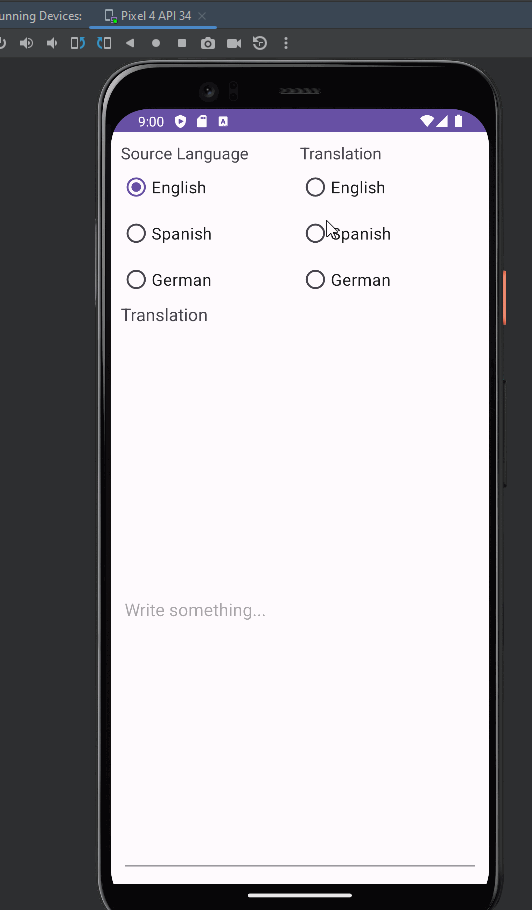 unning Devices: Pixel 4 API 34
9:00
Source Language Translation
English English
Spanish Spanish
German German
Translation
Write something...